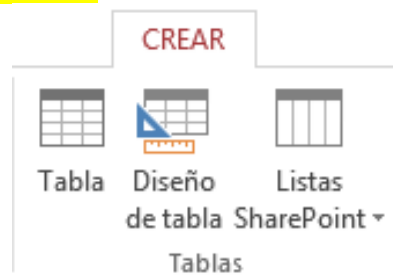 CREAR
Tabla
Diseño
de tabla
Listas
SharePoint
Tablas